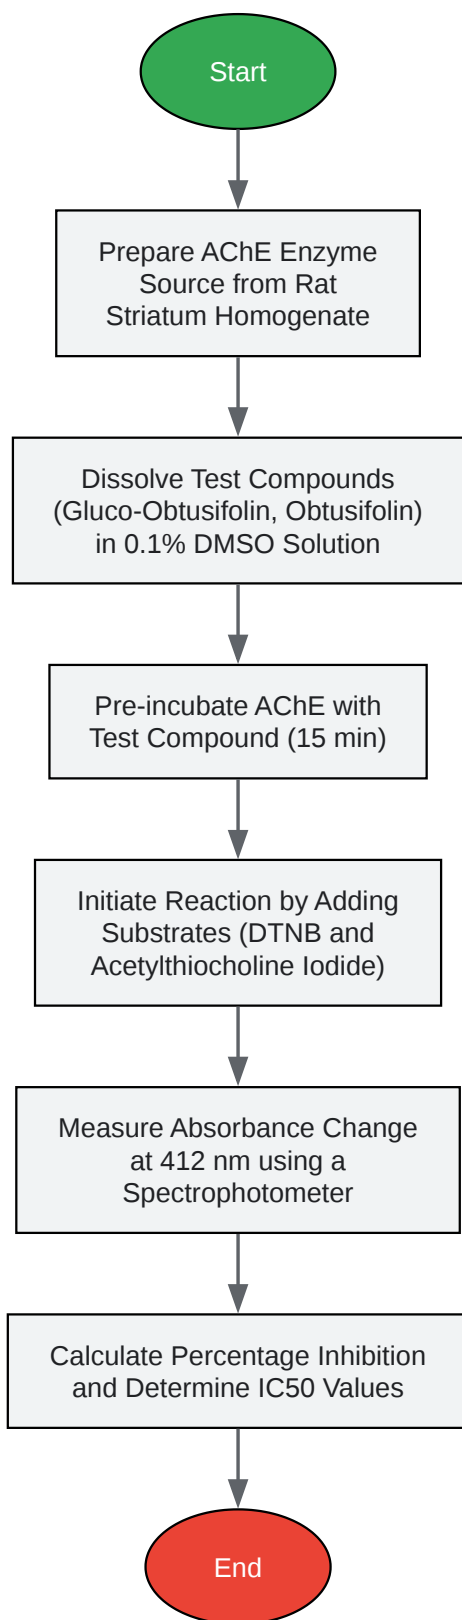 Start
Prepare AChE Enzyme
Source from Rat
Striatum Homogenate
Dissolve Test Compounds
(Gluco-Obtusifolin, Obtusifolin)
in 0.1% DMSO Solution
Pre-incubate AChE with
Test Compound (15 min)
Initiate Reaction by Adding
Substrates (DTNB and
Acetylthiocholine Iodide)
Measure Absorbance Change
at 412 nm using a
Spectrophotometer
Calculate Percentage Inhibition
and Determine IC50 Values
End